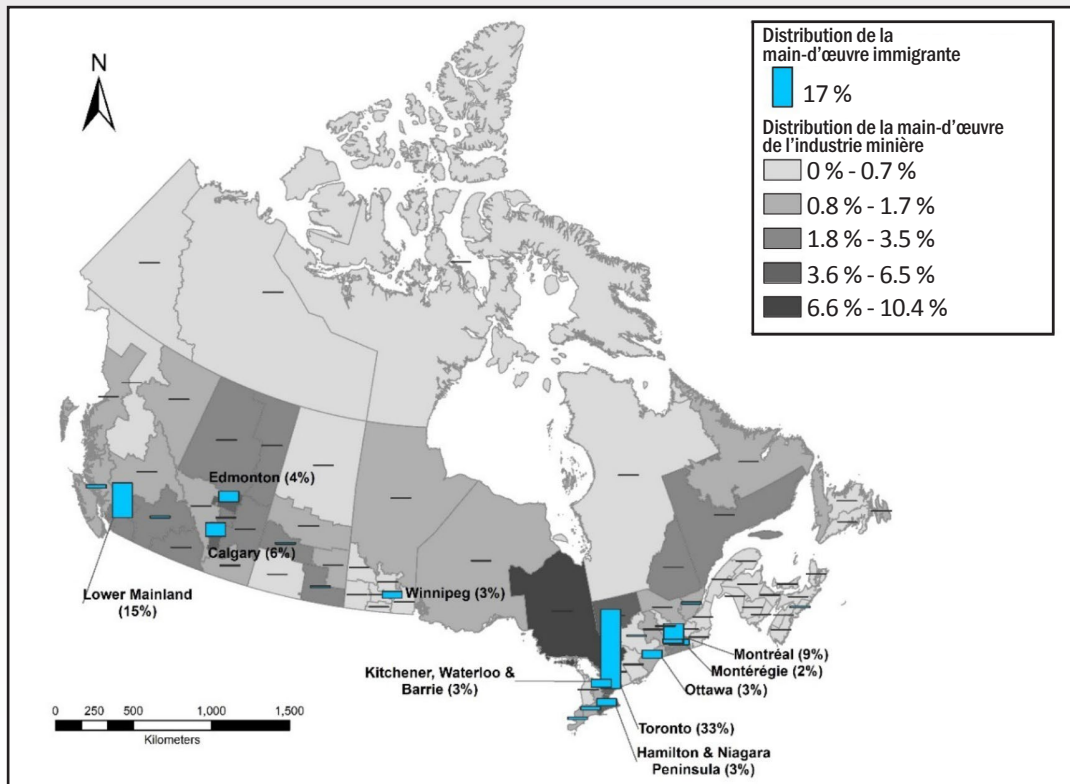 Distribution de la
main-d'œuvre immigrante
17 %
Distribution de la main-d'œuvre
de l'industrie minière
0 % - 0.7 %
0.8 % - 1.7 %
1.8 % - 3.5 %
3.6 % - 6.5 %
6.6 % - 10.4 %
N
Edmonton (4%)
Calgary (6%)
Lower Mainland
(15%)
Winnipeg (3%)
Montréal (9%)
Montérégie (2%)
Kitchener, Waterloo &
Barrie (3%)
Ottawa (3%)
Toronto (33%)
Hamilton & Niagara
Peninsula (3%)
0 250 500 1,000 1,500
Kilometers